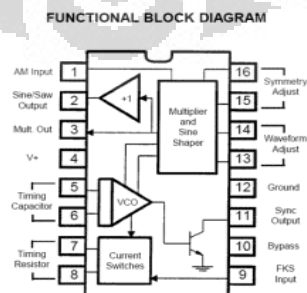 FUNCTIONAL BLOCK DIAGRAM
AM Input
1
16
Symmetry
Adjust
Sine/Saw
Output
2
+1
15
Mult. Out
3
Multiplier
and
Sine
Shaper
14
Waveform
Adjust
V+
4
13
Timing
Capacitor
5
VCO
12
Ground
6
11
Sync
Output
Timing
Resistor
7
Current
Switches
10
Bypass
8
9
FKS
Input